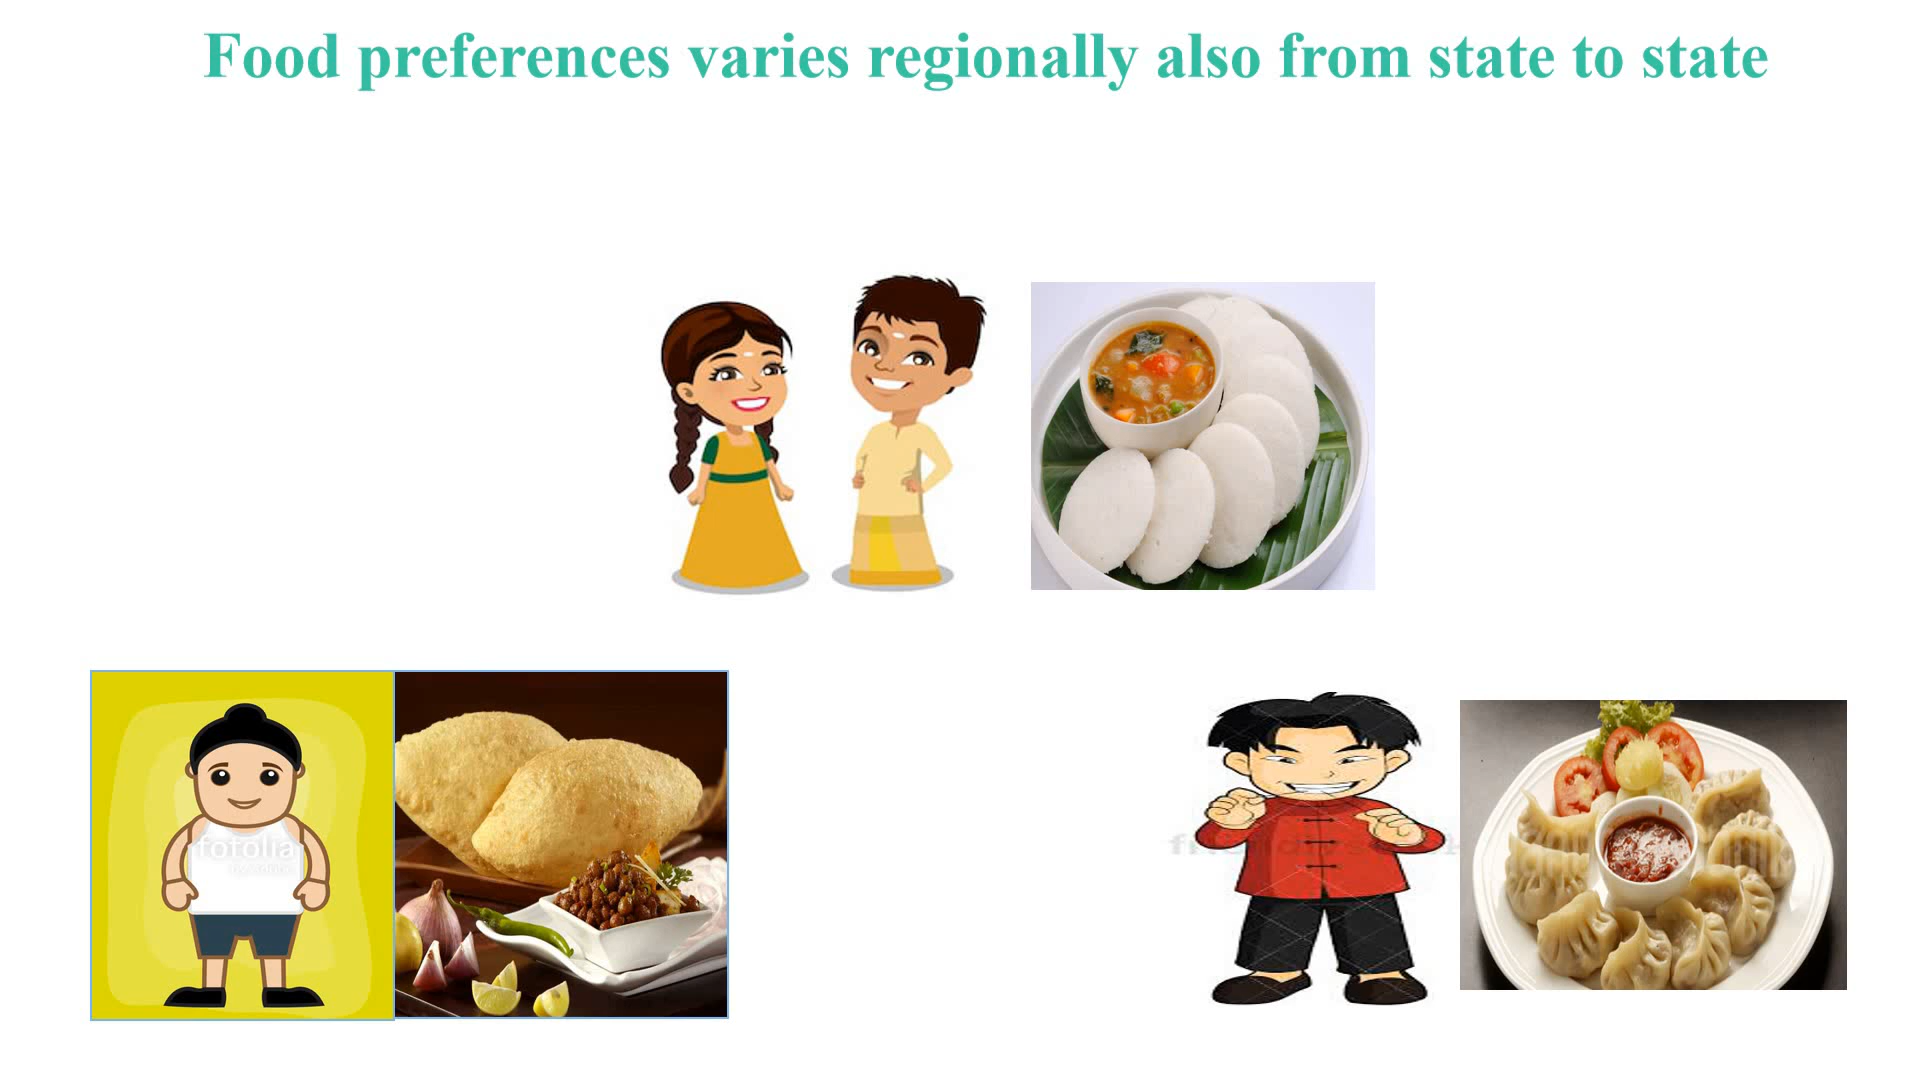 Food preferences varies regionally also from state to state
fotolia